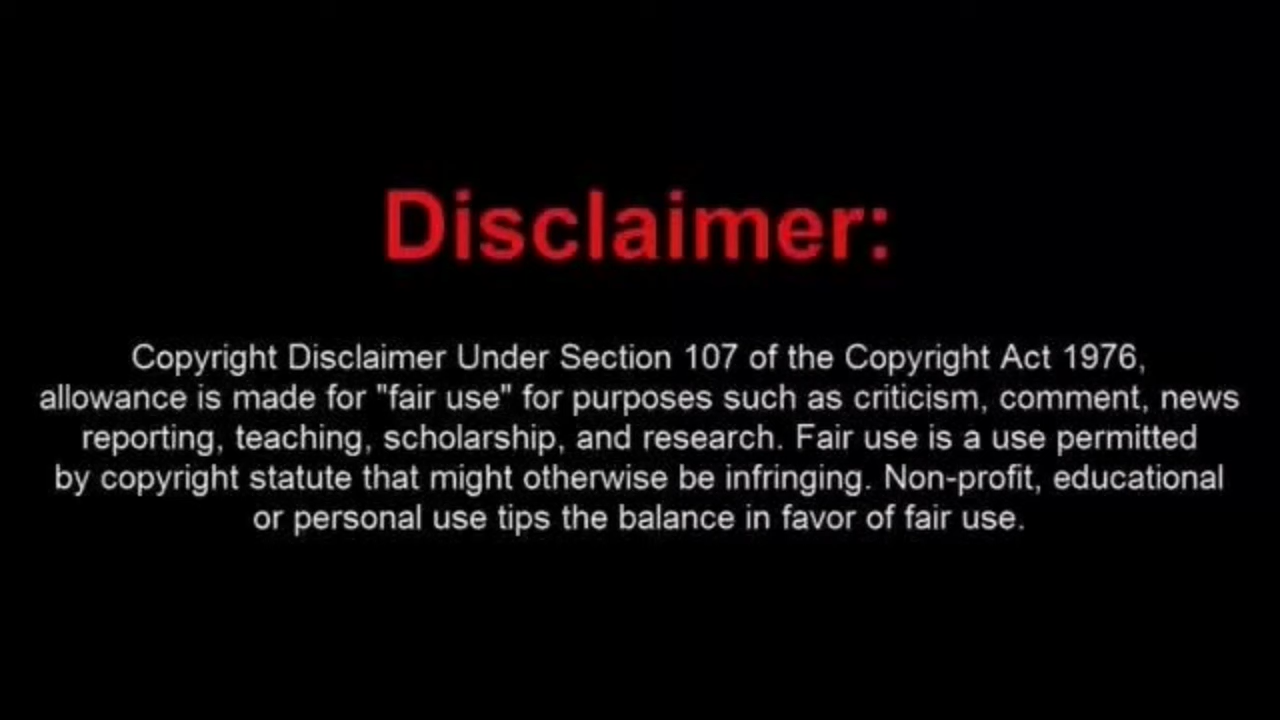 Disclaimer:
Copyright Disclaimer Under Section 107 of the Copyright Act 1976,
allowance is made for "fair use" for purposes such as criticism, comment, news
reporting, teaching, scholarship, and research. Fair use is a use permitted
by copyright statute that might otherwise be infringing. Non-profit, educational
or personal use tips the balance in favor of fair use.